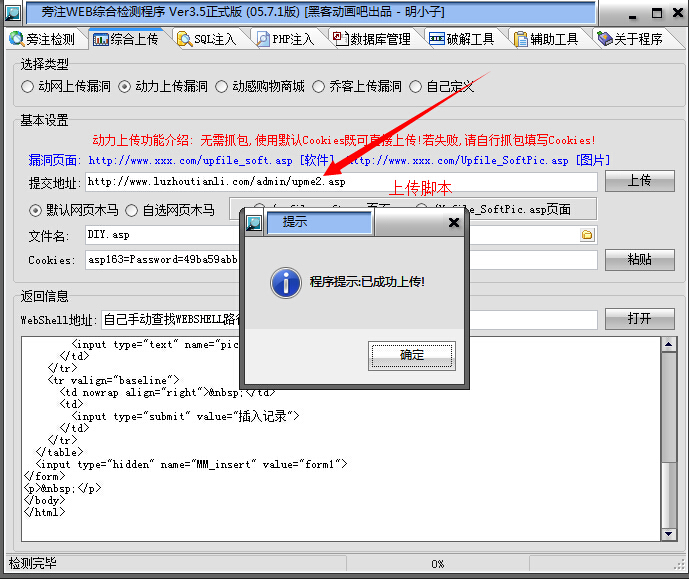 旁注WEB综合检测程序 Ver3.5正式版 (05.7.1版) [黑客动画吧出品 - 明小子]
旁注检测 综合上传 SQL注入 PHP注入 数据库管理 破解工具 辅助工具 关于程序
选择类型
动网上传漏洞 动力上传漏洞 动感购物商城 乔客上传漏洞 自己定义
基本设置
动力上传功能介绍: 无需抓包,使用默认Cookies既可直接上传!若失败,请自行抓包填写Cookies!
漏洞页面: http://www.xxx.com/upfile_soft.asp [软件] http://www.xxx.com/Upfile_SoftPic.asp [图片]
提交地址: http://www.luzhoutianli.com/admin/upme2.asp 上传
上传脚本
默认网页木马 自选网页木马 页面 _SoftPic.asp页面
提示
文件名: DIY.asp
Cookies: asp163=Password=49ba59abb 粘贴
程序提示:已成功上传!
返回信息
WebShell地址: 自己手动查找WEBSHELL路 打开
确定
<input type="text" name="pic
</td>
</tr>
<tr valign="baseline">
<td nowrap align="right">&nbsp;</td>
<td>
<input type="submit" value="插入记录">
</td>
</tr>
</table>
<input type="hidden" name="MM_insert" value="form1">
</form>
<p>&nbsp;</p>
</body>
</html>
检测完毕 0%